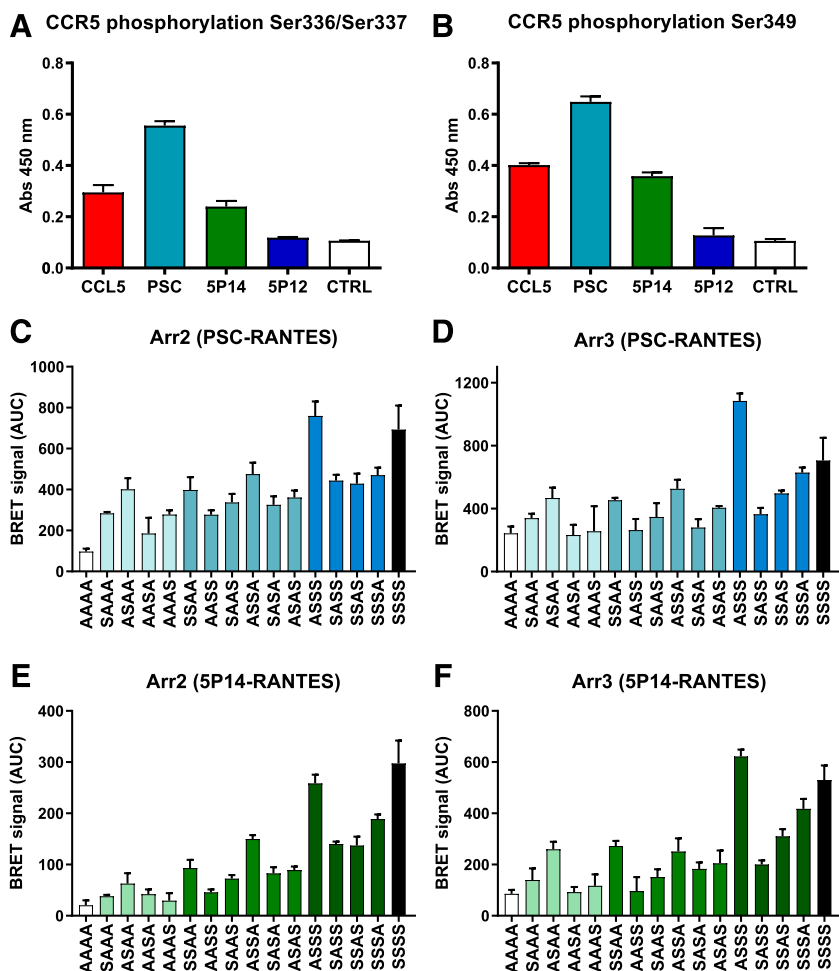 A CCR5 phosphorylation Ser336/Ser337
Abs 450 nm
0.8
0.6
0.4
0.2
0.0
CCL5 PSC 5P14 5P12 CTRL
B CCR5 phosphorylation Ser349
Abs 450 nm
0.8
0.6
0.4
0.2
0.0
CCL5 PSC 5P14 5P12 CTRL
C Arr2 (PSC-RANTES)
BRET signal (AUC)
1000
800
600
400
200
0
AAAA SAAA ASAA AASA AAAS SSAA AASS SAAS ASSA SASA ASAS ASSS SASS SSAS SSSA SSSS
D Arr3 (PSC-RANTES)
BRET signal (AUC)
1200
800
400
0
AAAA SAAA ASAA AASA AAAS SSAA AASS SAAS ASSA SASA ASAS ASSS SASS SSAS SSSA SSSS
E Arr2 (5P14-RANTES)
BRET signal (AUC)
400
300
200
100
0
AAAA SAAA ASAA AASA AAAS SSAA AASS SAAS ASSA SASA ASAS ASSS SASS SSAS SSSA SSSS
F Arr3 (5P14-RANTES)
BRET signal (AUC)
800
600
400
200
0
AAAA SAAA ASAA AASA AAAS SSAA AASS SAAS ASSA SASA ASAS ASSS SASS SSAS SSSA SSSS